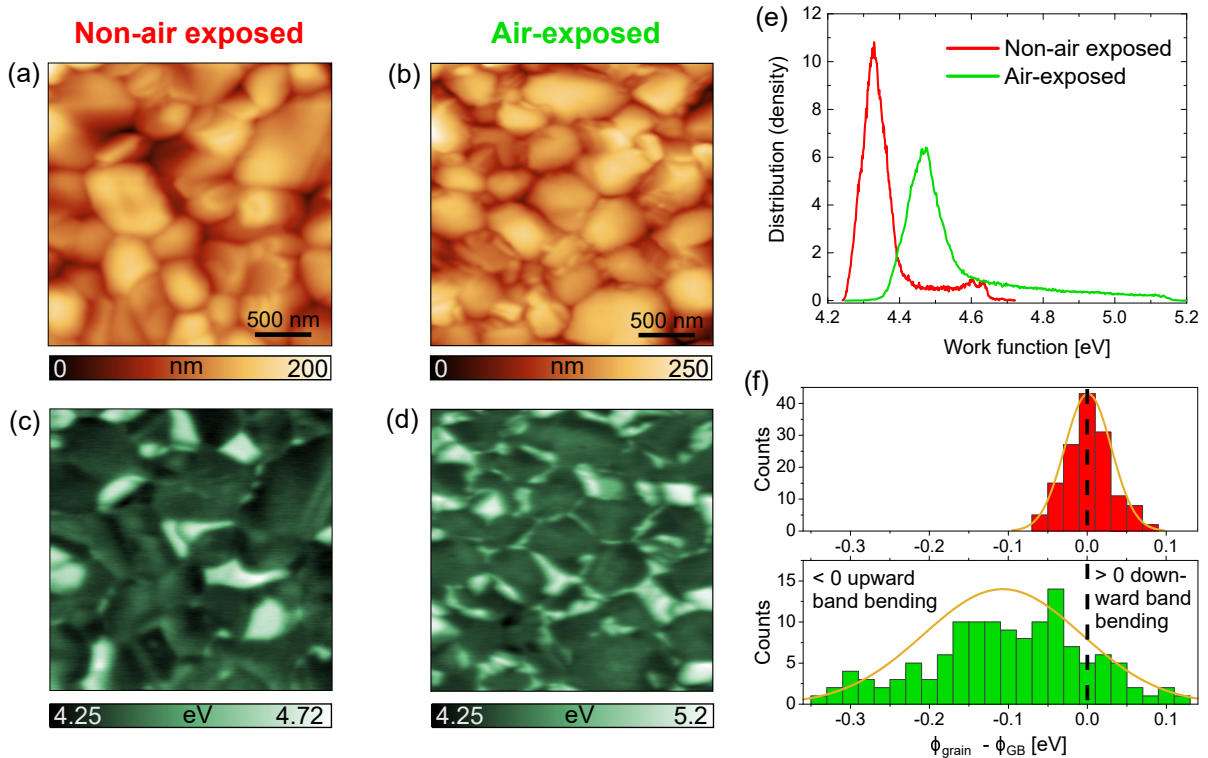 Non-air exposed
Air-exposed
(a)
500 nm
0 nm 200
(b)
500 nm
0 nm 250
(c)
4.25 eV 4.72
(d)
4.25 eV 5.2
(e)
12
10
8
6
4
2
0
Distribution (density)
Non-air exposed
Air-exposed
4.2 4.4 4.6 4.8 5.0 5.2
Work function [eV]
(f)
40
30
20
10
0
Counts
-0.3 -0.2 -0.1 0.0 0.1
< 0 upward
band bending
> 0 down-
ward band
bending
15
10
5
0
Counts
-0.3 -0.2 -0.1 0.0 0.1
ϕgrain - ϕGB [eV]